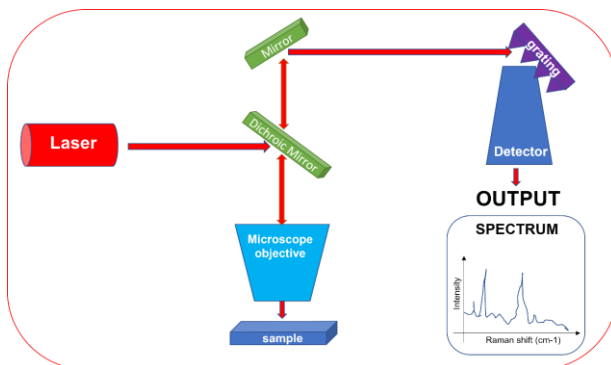 Mirror
grating
Laser
Dichroic Mirror
Detector
OUTPUT
Microscope
objective
SPECTRUM
Intensity
Raman shift (cm-1)
sample